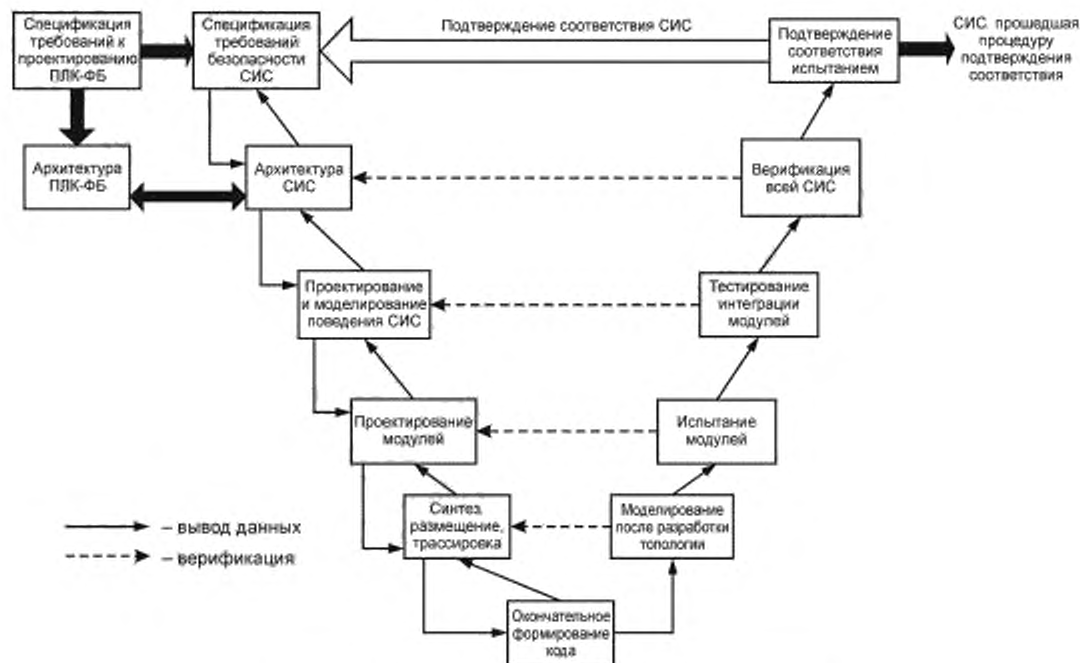 Спецификация
требований к
проектированию
ПЛК-ФБ
Спецификация
требований
безопасности
СИС
Подтверждение соответствия СИС
Подтверждение
соответствия
испытанием
СИС, прошедшая
процедуру
подтверждения
соответствия
Архитектура
ПЛК-ФБ
Архитектура
СИС
Верификация
всей СИС
Проектирование
и моделирование
поведения СИС
Тестирование
интеграции
модулей
Проектирование
модулей
Испытание
модулей
Синтез,
размещение,
трассировка
Моделирование
после разработки
топологии
– вывод данных
– верификация
Окончательное
формирование
кода